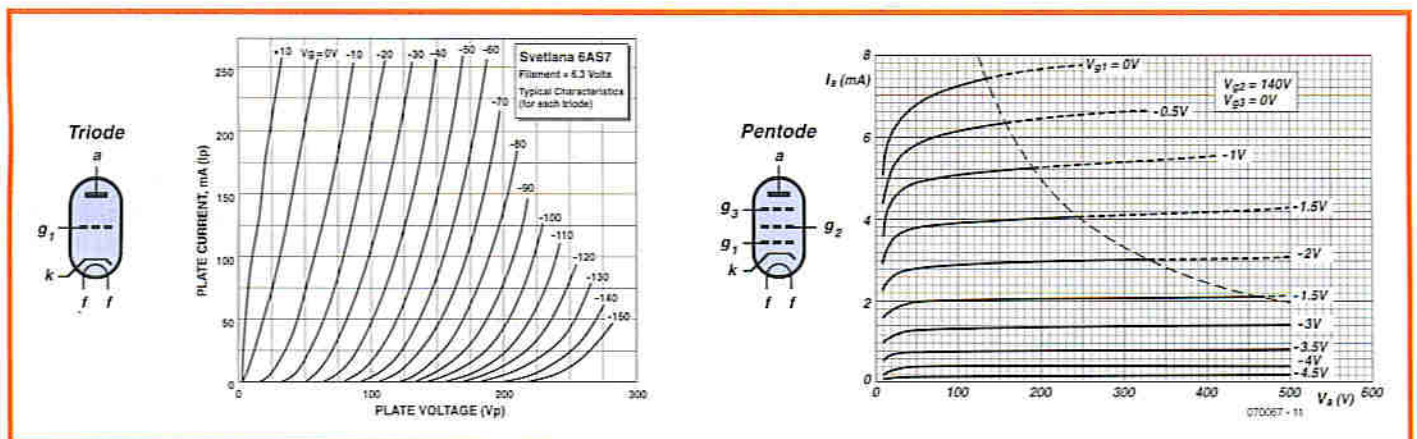 Triode
a
g1
k
f f
PLATE CURRENT, mA (Ip)
250
200
150
100
50
0
+10 Vg=0V -10 -20 -30 -40 -50 -60
-70
-80
-90
-100
-110
-120
-130
-140
-150
Svetlana 6AS7
Filament = 6.3 Volts
Typical Characteristics
(for each triode)
0 50 100 200 300
PLATE VOLTAGE (Vp)
Pentode
a
g3
g2
g1
k
f f
Ia (mA)
8
6
4
2
0
Vg1 = 0V
-0.5V
-1V
-1.5V
-2V
-1.5V
-3V
-3.5V
-4V
-4.5V
Vg2 = 140V
Vg3 = 0V
0 100 200 300 400 500 600
Va (V)
070067 - 11